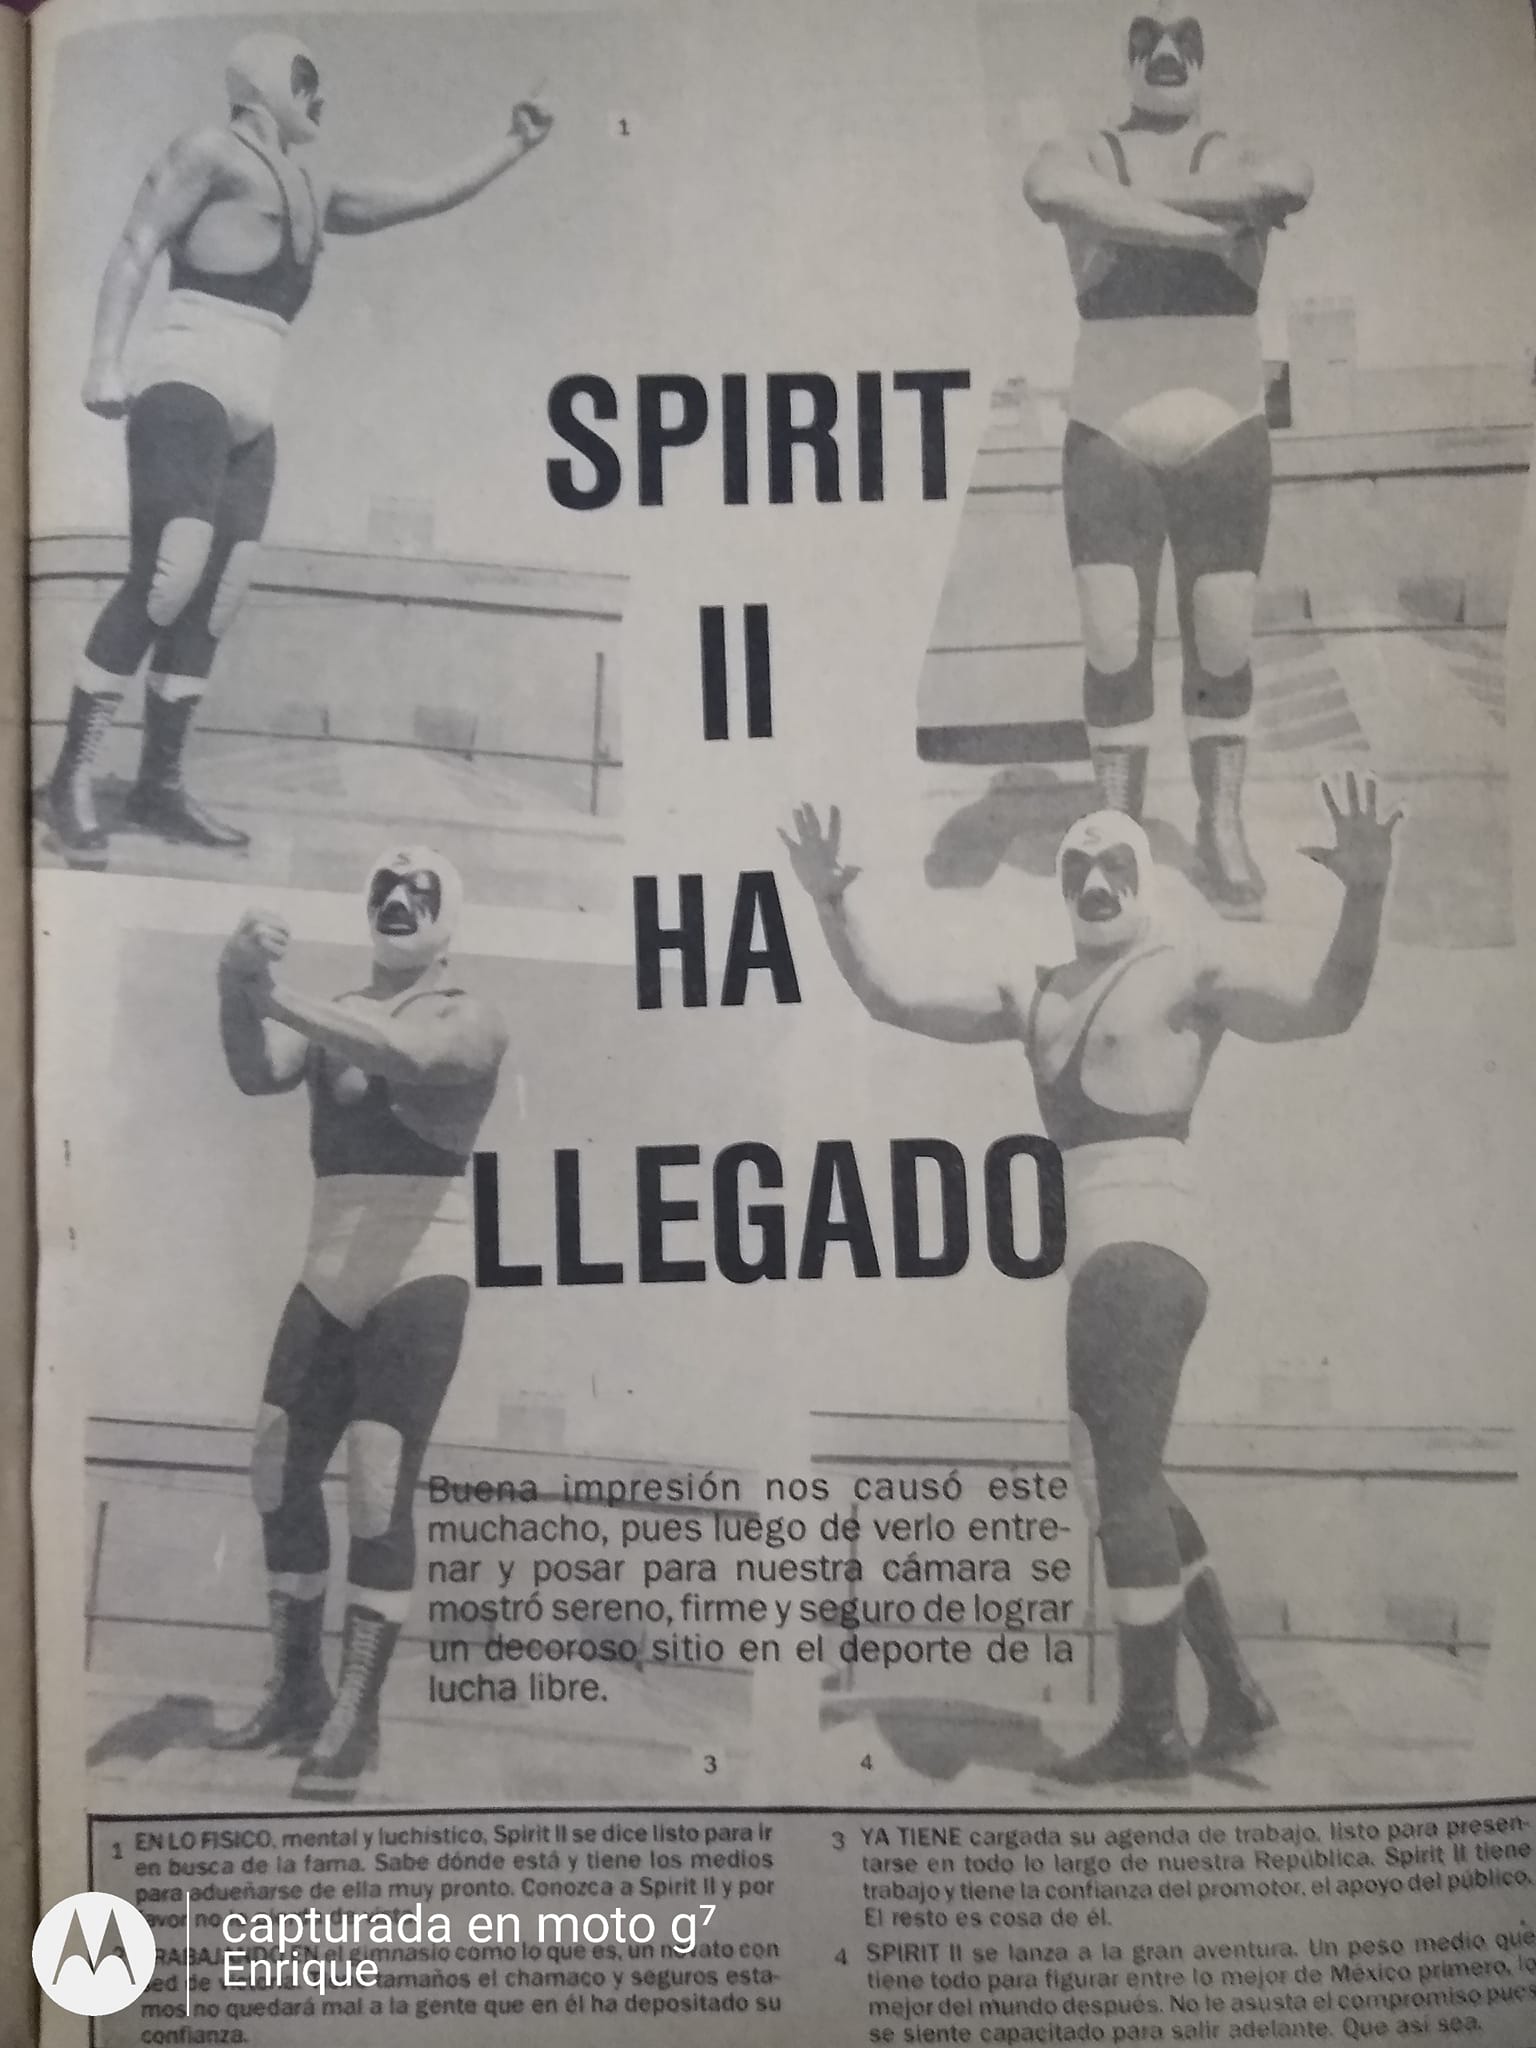 1
SPIRIT
II
HA
LLEGADO
Buena impresión nos causó este
muchacho, pues luego de verlo entre-
nar y posar para nuestra cámara se
mostró sereno, firme y seguro de lograr
un decoroso sitio en el deporte de la
lucha libre.
3
4
1 EN LO FISICO, mental y luchístico, Spirit II se dice listo para ir
en busca de la fama. Sabe dónde está y tiene los medios
para adueñarse de ella muy pronto. Conozca a Spirit II y por
favor no
EN el gimnasio como lo que es, un novato con
sed de tamaños el chamaco y seguros esta-
mos no quedará mal a la gente que en él ha depositado su
confianza.
3 YA TIENE cargada su agenda de trabajo, listo para presen-
tarse en todo lo largo de nuestra República. Spirit II tiene
trabajo y tiene la confianza del promotor, el apoyo del público.
El resto es cosa de él.
4 SPIRIT II se lanza a la gran aventura. Un peso medio que
tiene todo para figurar entre lo mejor de México primero, lo
mejor del mundo después. No le asusta el compromiso pues
se siente capacitado para salir adelante. Que así sea.
capturada en moto g⁷
Enrique
S
S